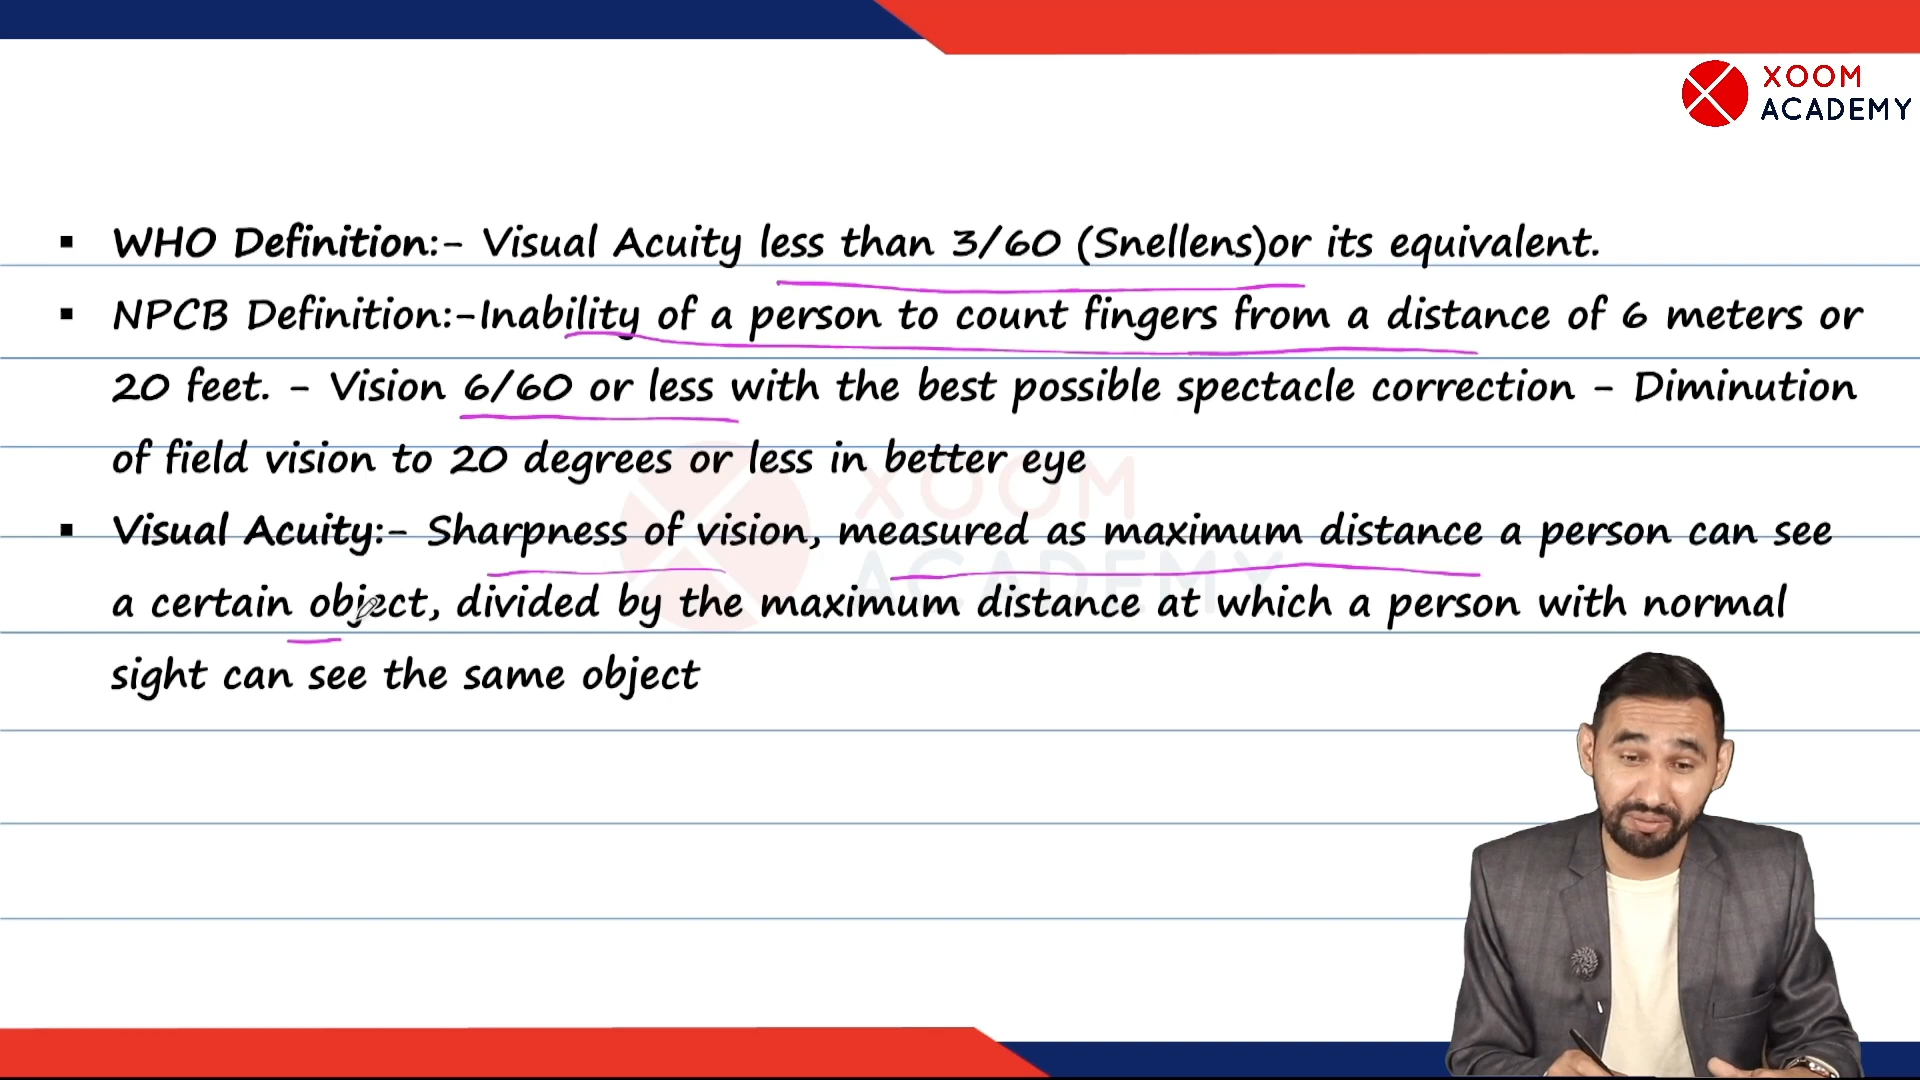 XOOM
ACADEMY
▪ WHO Definition:- Visual Acuity less than 3/60 (Snellens)or its equivalent.
▪ NPCB Definition:-Inability of a person to count fingers from a distance of 6 meters or
20 feet. - Vision 6/60 or less with the best possible spectacle correction - Diminution
of field vision to 20 degrees or less in better eye
▪ Visual Acuity:- Sharpness of vision, measured as maximum distance a person can see
a certain object, divided by the maximum distance at which a person with normal
sight can see the same object
XOOM
ACADEMY